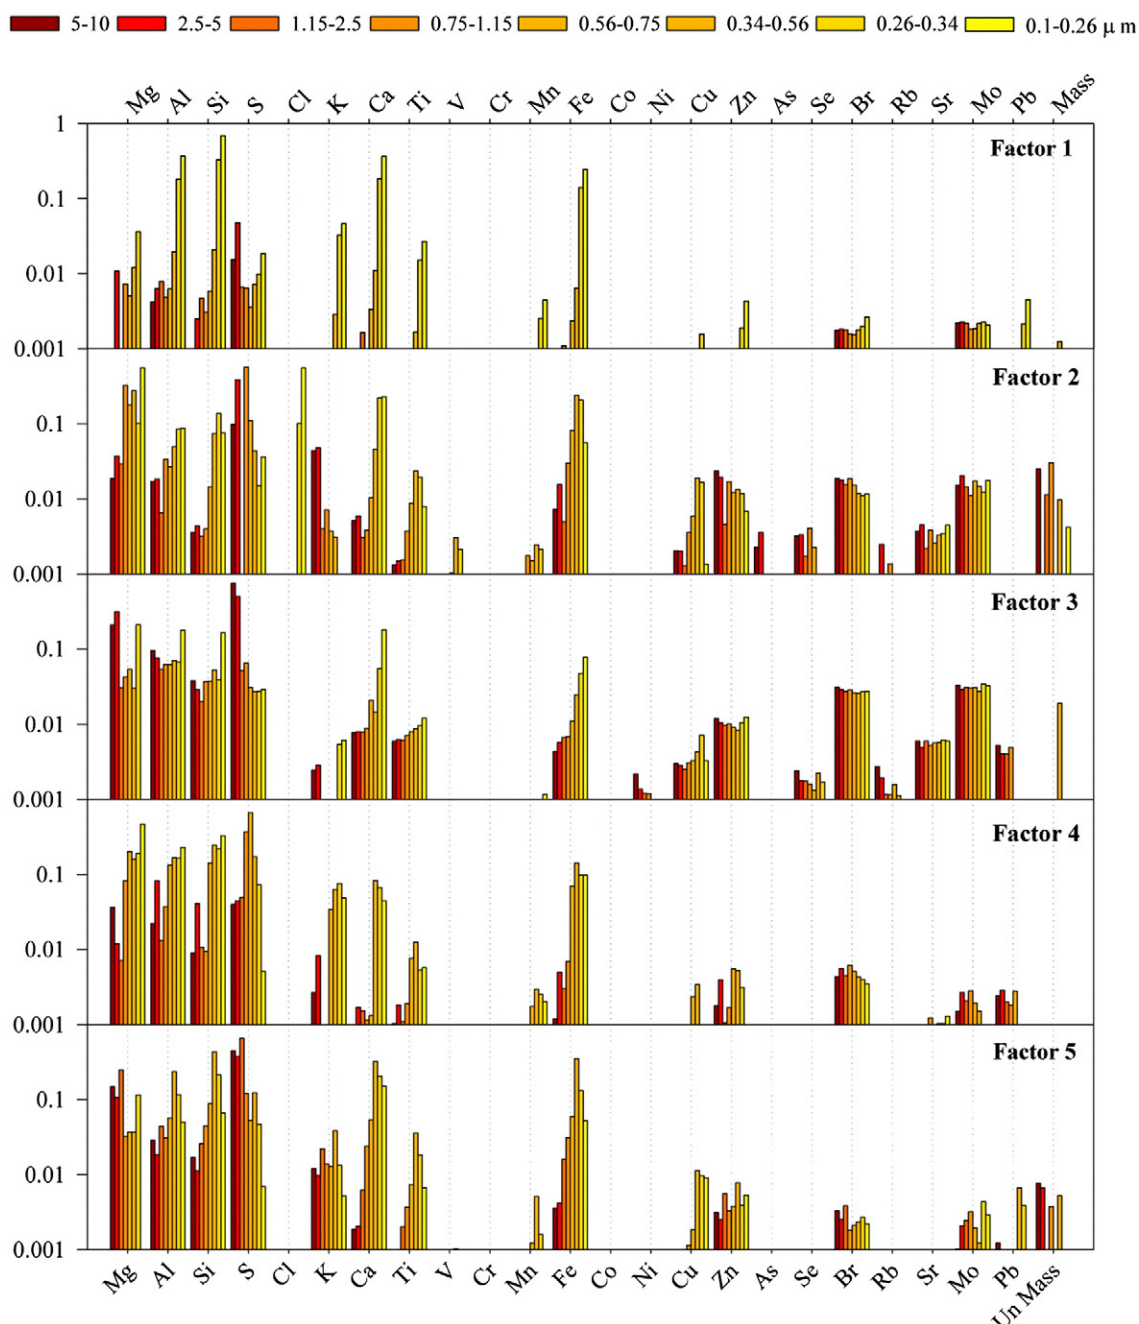 5-10 2.5-5 1.15-2.5 0.75-1.15 0.56-0.75 0.34-0.56 0.26-0.34 0.1-0.26 μ m
Mg Al Si S Cl K Ca Ti V Cr Mn Fe Co Ni Cu Zn As Se Br Rb Sr Mo Pb Mass
1
Factor 1
0.1
0.01
0.001
Factor 2
0.1
0.01
0.001
Factor 3
0.1
0.01
0.001
Factor 4
0.1
0.01
0.001
Factor 5
0.1
0.01
0.001
Mg Al Si S Cl K Ca Ti V Cr Mn Fe Co Ni Cu Zn As Se Br Rb Sr Mo Pb Un Mass